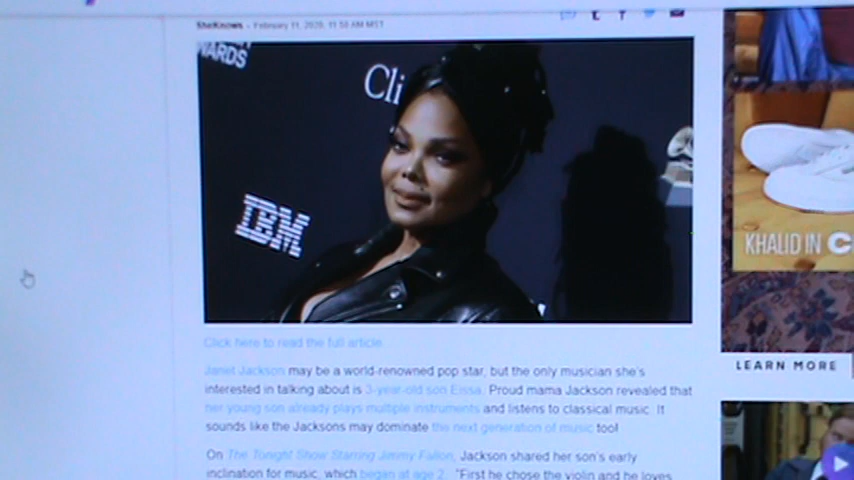 SheKnows - February 11, 2020, 11:58 AM MST
WARDS
Cli
IBM
KHALID IN C
LEARN MORE
Click here to read the full article.
Janet Jackson may be a world-renowned pop star, but the only musician she's
interested in talking about is 3-year-old son Eissa. Proud mama Jackson revealed that
her young son already plays multiple instruments and listens to classical music. It
sounds like the Jacksons may dominate the next generation of music too!
On The Tonight Show Starring Jimmy Fallon, Jackson shared her son's early
inclination for music, which began at age 2. "First he chose the violin and he loves